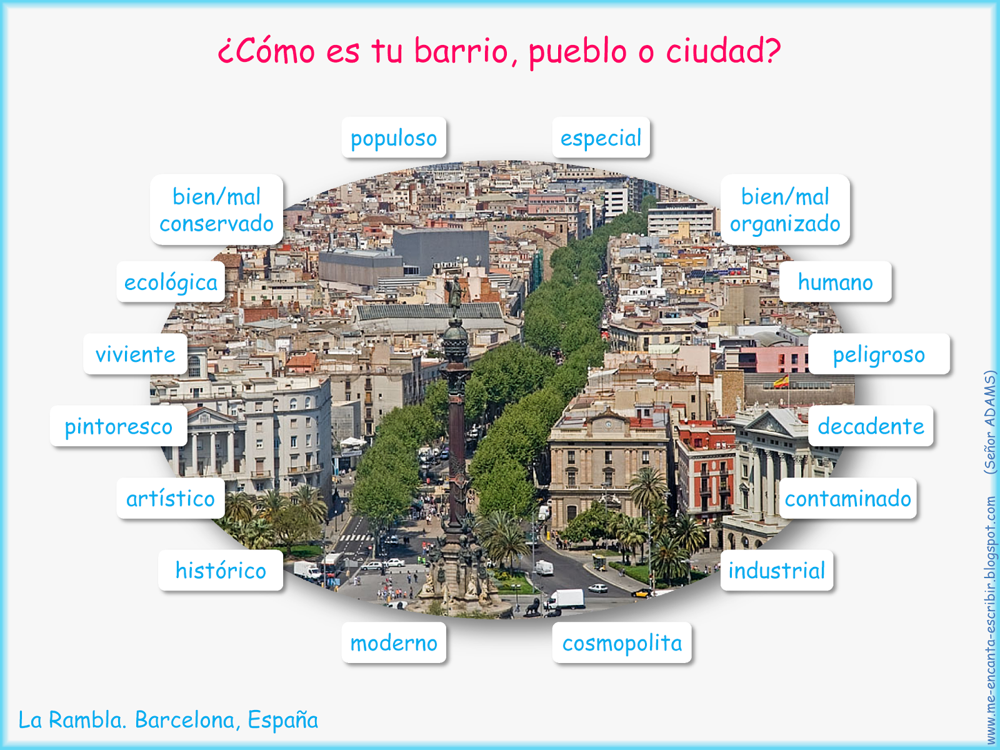 ¿Cómo es tu barrio, pueblo o ciudad?
populoso
especial
bien/mal
conservado
bien/mal
organizado
ecológica
humano
viviente
peligroso
pintoresco
decadente
artístico
contaminado
histórico
industrial
moderno
cosmopolita
La Rambla. Barcelona, España
www.me-encanta-escribir.blogspot.com (Señor ADAMS)